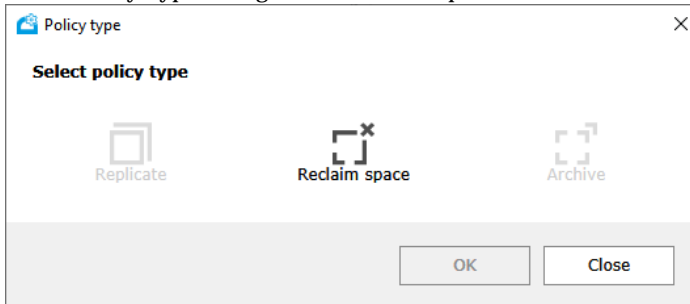 Policy type
Select policy type
Replicate
Reclaim space
Archive
OK
Close